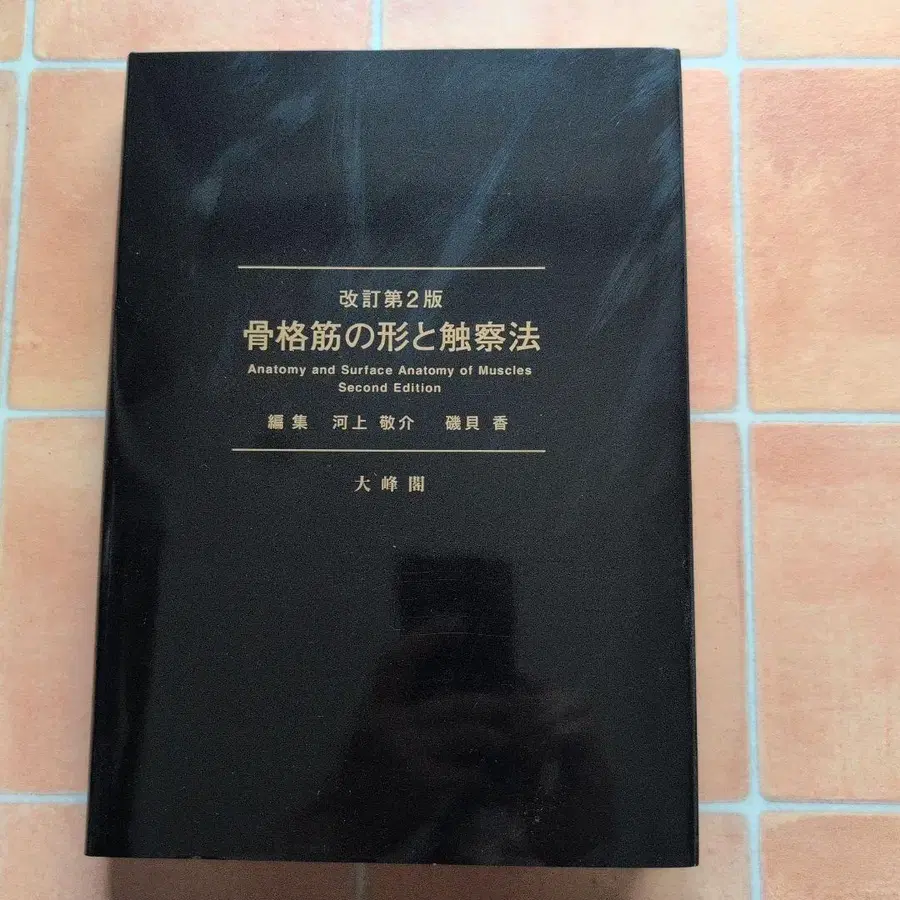 改訂第2版
骨格筋の形と触察法
Anatomy and Surface Anatomy of Muscles
Second Edition
編集 河上 敬介 磯貝 香
大峰閣